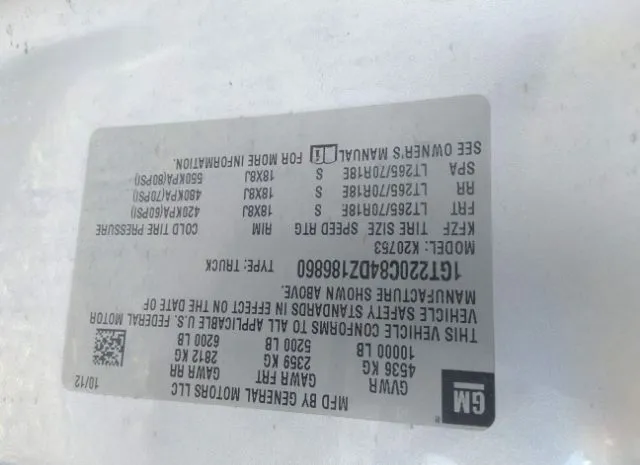 GM
MFD BY GENERAL MOTORS LLC 10/12
GVWR GAWR FRT GAWR RR
4536 KG 2359 KG 2812 KG
10000 LB 5200 LB 6200 LB
THIS VEHICLE CONFORMS TO ALL APPLICABLE U.S. FEDERAL MOTOR
VEHICLE SAFETY STANDARDS IN EFFECT ON THE DATE OF
MANUFACTURE SHOWN ABOVE.
1GT220C84DZ186860 TYPE: TRUCK
MODEL: K20753
KFZF TIRE SIZE SPEED RTG RIM COLD TIRE PRESSURE
FRT LT265/70R18E S 18X8J 420KPA(60PSI)
RR LT265/70R18E S 18X8J 480KPA(70PSI)
SPA LT265/70R18E S 18X8J 550KPA(80PSI)
SEE OWNER'S MANUAL FOR MORE INFORMATION.